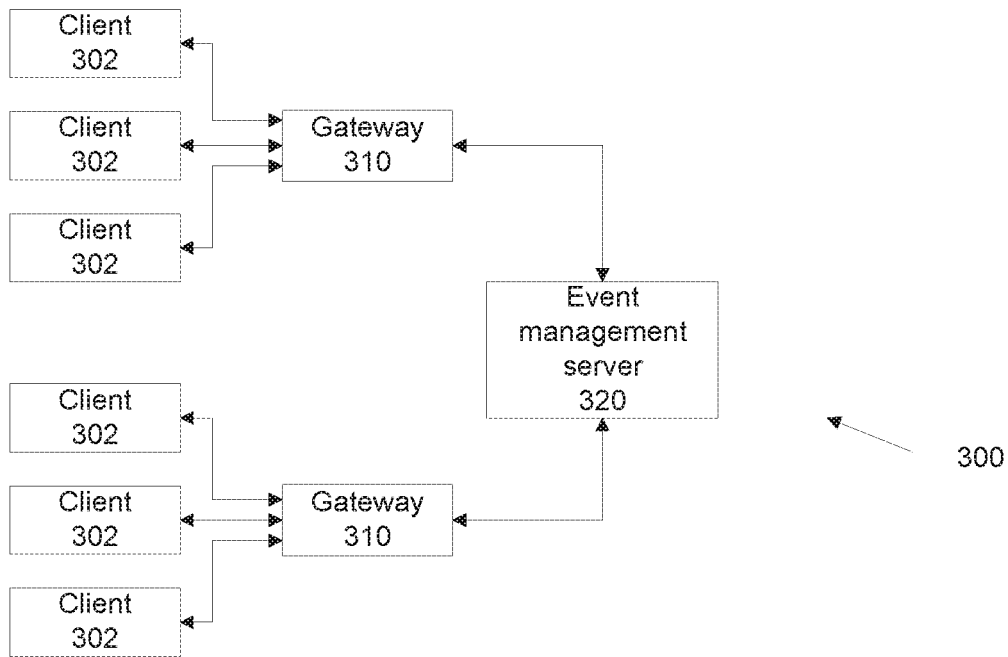 Client
302
Client
302
Client
302
Gateway
310
Event
management
server
320
Client
302
Client
302
Client
302
Gateway
310
300